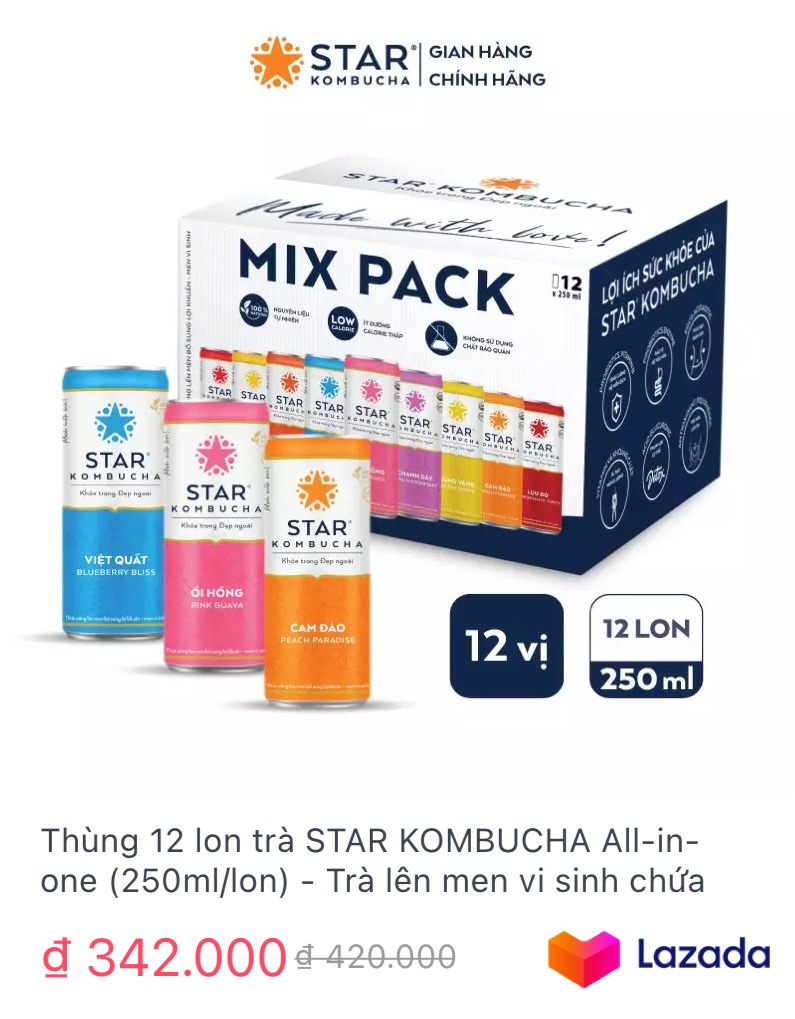 STAR® KOMBUCHA
GIAN HÀNG
CHÍNH HÃNG
STAR® KOMBUCHA
Khỏe trong Đẹp ngoài
Made with love!
MIX PACK
12
x 250 ml
100%
NGUYÊN LIỆU
TỰ NHIÊN
LOW
CALORIE
ÍT ĐƯỜNG
CALORIE THẤP
KHÔNG SỬ DỤNG
CHẤT BẢO QUẢN
LỢI ÍCH SỨC KHỎE CỦA
STAR® KOMBUCHA
Detox
CHANH DÂY
CAM ĐÀO
LỰU ĐỎ
STAR®
KOMBUCHA
Khỏe trong Đẹp ngoài
VIỆT QUẤT
BLUEBERRY BLISS
STAR®
KOMBUCHA
Khỏe trong Đẹp ngoài
ỔI HỒNG
PINK GUAVA
STAR®
KOMBUCHA
Khỏe trong Đẹp ngoài
CAM ĐÀO
PEACH PARADISE
12 vị
12 LON
250 ml
Thùng 12 lon trà STAR KOMBUCHA All-in-
one (250ml/lon) - Trà lên men vi sinh chứa
₫ 342.000 ₫ 420.000
Lazada